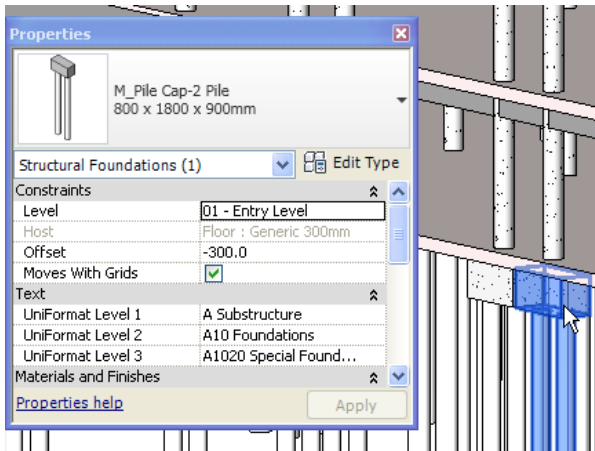 Properties
M_Pile Cap-2 Pile
800 x 1800 x 900mm
Structural Foundations (1)
Edit Type
Constraints
Level 01 - Entry Level
Host Floor : Generic 300mm
Offset -300.0
Moves With Grids
Text
UniFormat Level 1 A Substructure
UniFormat Level 2 A10 Foundations
UniFormat Level 3 A1020 Special Found...
Materials and Finishes
Properties help
Apply